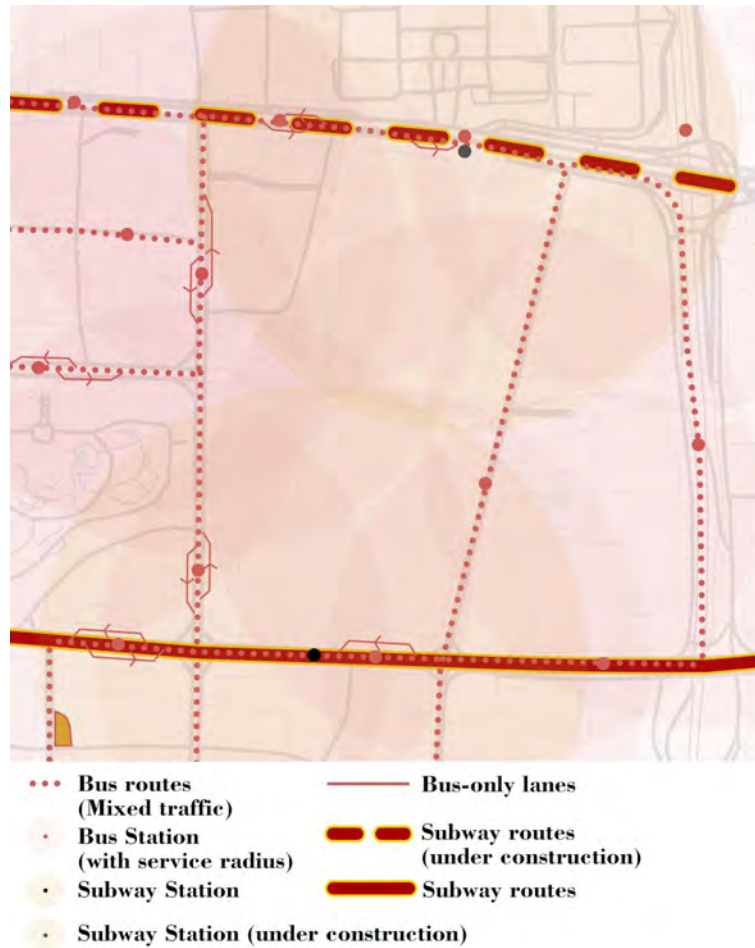 Bus routes
(Mixed traffic)
Bus Station
(with service radius)
Subway Station
Subway Station (under construction)
Bus-only lanes
Subway routes
(under construction)
Subway routes